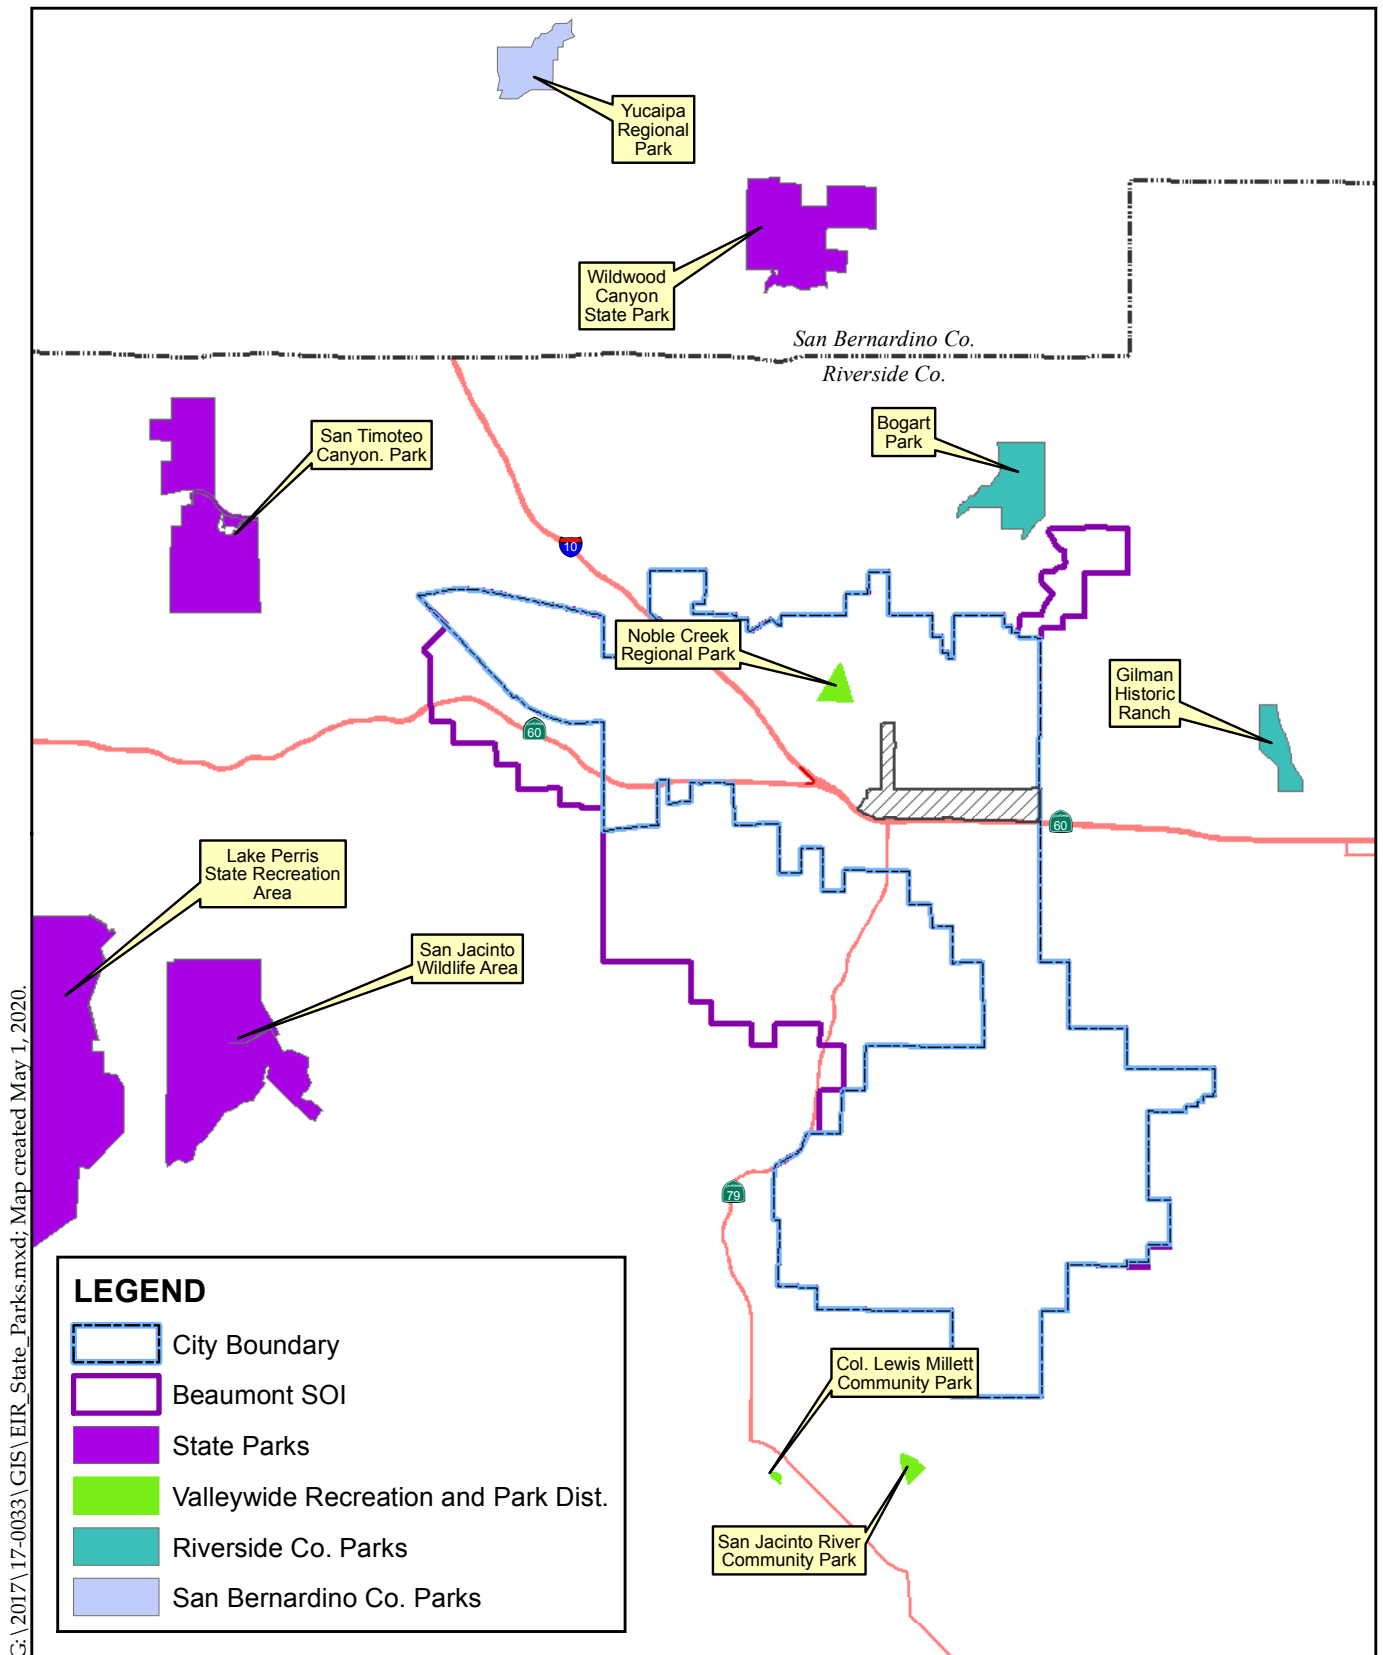 Yucaipa
Regional
Park
Wildwood
Canyon
State Park
San Bernardino Co.
Riverside Co.
San Timoteo
Canyon. Park
Bogart
Park
10
Noble Creek
Regional Park
Gilman
Historic
Ranch
60
60
Lake Perris
State Recreation
Area
San Jacinto
Wildlife Area
79
Col. Lewis Millett
Community Park
San Jacinto River
Community Park
LEGEND
City Boundary
Beaumont SOI
State Parks
Valleywide Recreation and Park Dist.
Riverside Co. Parks
San Bernardino Co. Parks
G:\2017\17-0033\GIS\EIR_State_Parks.mxd; Map created May 1, 2020.